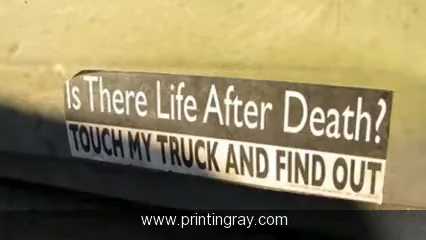 Is There Life After Death?
TOUCH MY TRUCK AND FIND OUT
www.printingray.com